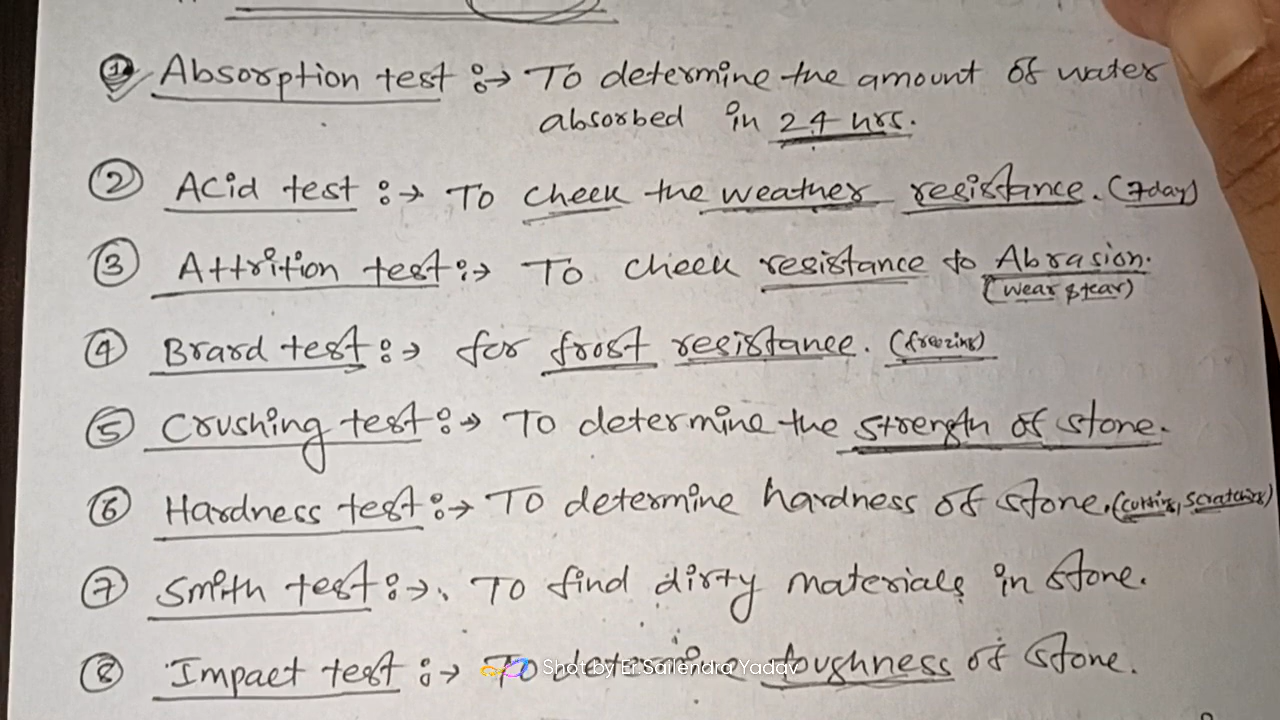 ① Absorption test :→ To determine the amount of water
absorbed in 24 hrs.
② Acid test :→ To check the weather resistance. (7day)
③ Attrition test :→ To check resistance to Abrasion.
(wear & tear)
④ Brard test :→ for frost resistance. (freezing)
⑤ Crushing test :→ To determine the strength of stone.
⑥ Hardness test :→ To determine hardness of stone. (cutting, scratching)
⑦ Smith test :→ To find dirty materials in stone.
⑧ Impact test :→ To determine toughness of stone.
Shot by Er.Sailendra Yadav